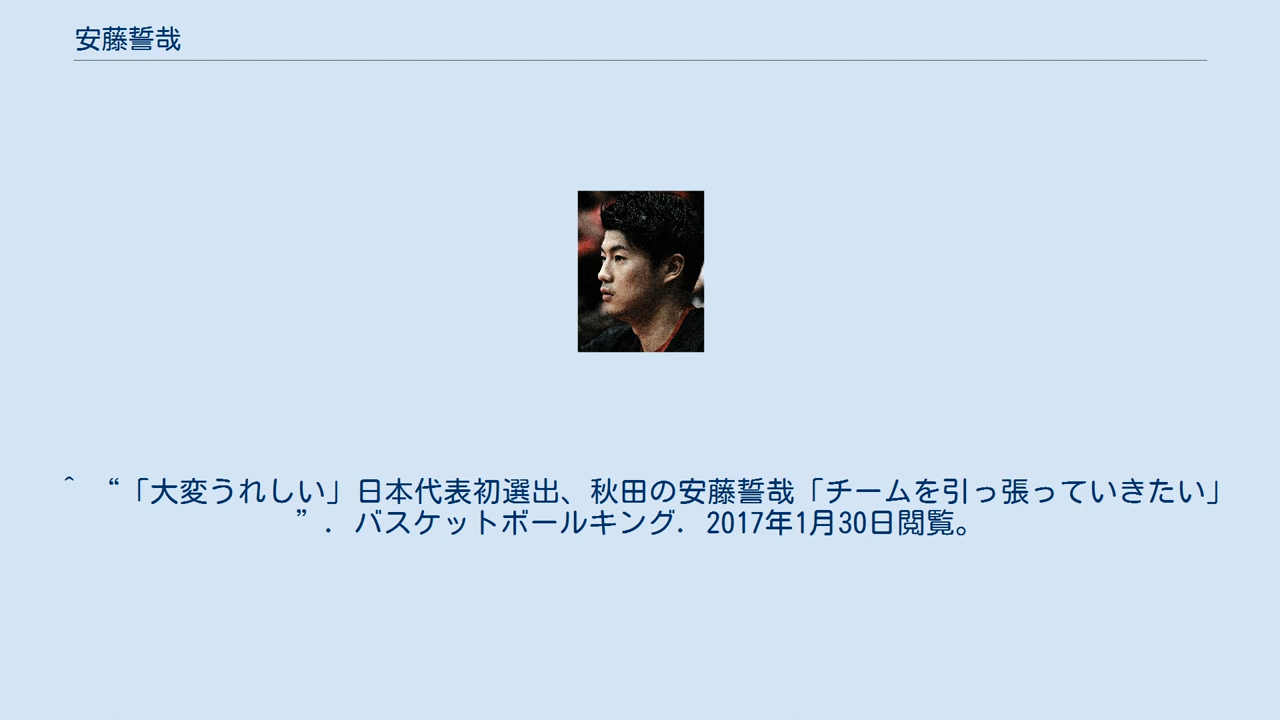 安藤誓哉
^ “「大変うれしい」日本代表初選出、秋田の安藤誓哉「チームを引っ張っていきたい」
”. バスケットボールキング. 2017年1月30日閲覧。